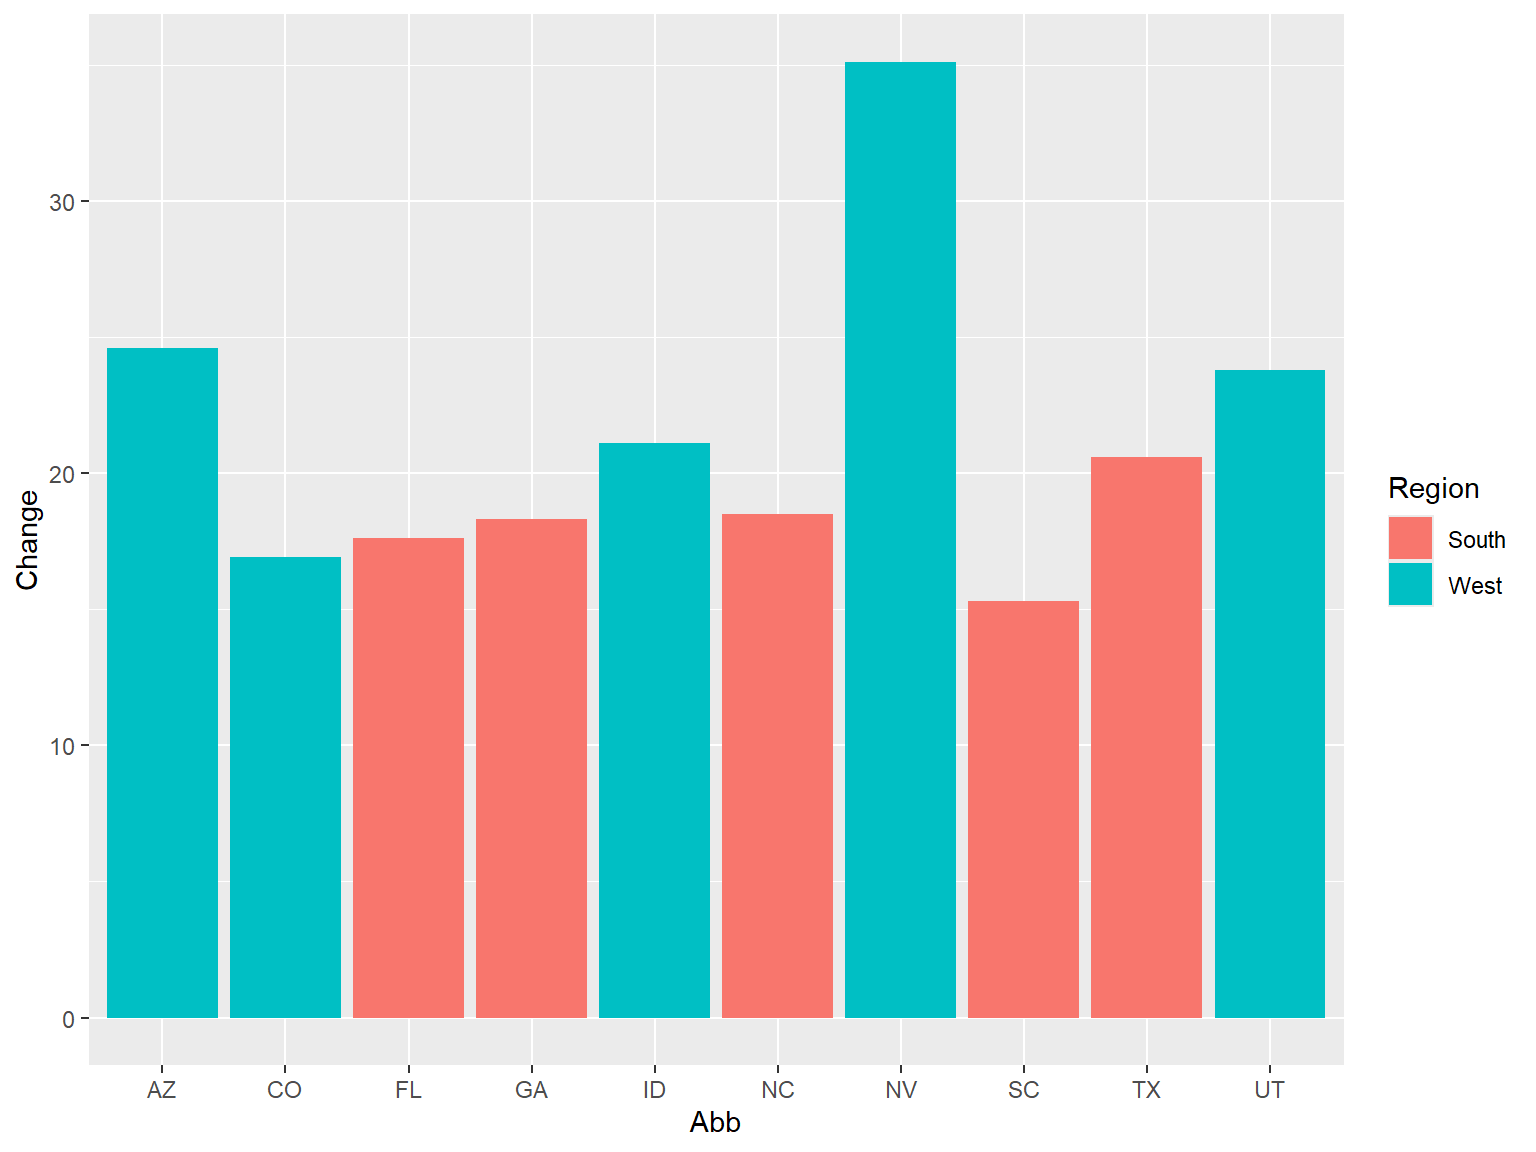 30
20
10
0
Change
AZ CO FL GA ID NC NV SC TX UT
Abb
Region
South
West